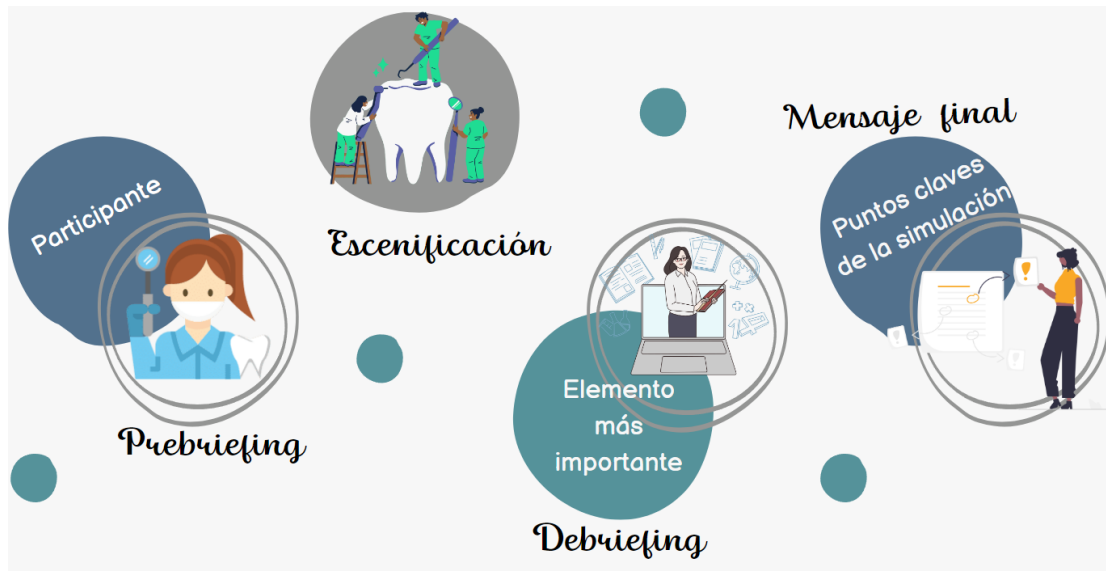 Participante
Prebriefing
Escenificación
Elemento
más
importante
Debriefing
Mensaje final
Puntos claves
de la simulación